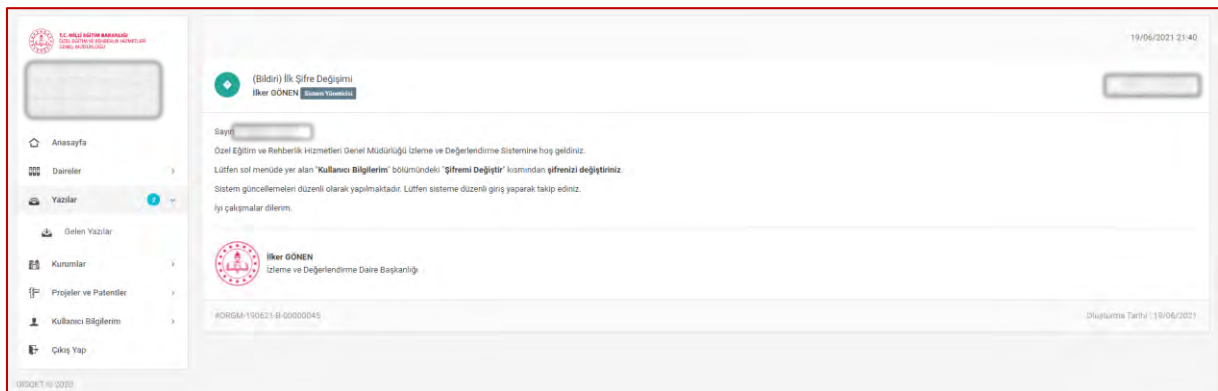 T.C. MİLLİ EĞİTİM BAKANLIĞI
ÖZEL EĞİTİM VE REHBERLİK HİZMETLERİ
GENEL MÜDÜRLÜĞÜ
19/06/2021 21:40
(Bildiri) İlk Şifre Değişimi
İlker GÖNEN Sistem Yöneticisi
Anasayfa
Daireler
Yazılar
Gelen Yazılar
Kurumlar
Projeler ve Patentler
Kullanıcı Bilgilerim
Çıkış Yap
Sayın
Özel Eğitim ve Rehberlik Hizmetleri Genel Müdürlüğü İzleme ve Değerlendirme Sistemine hoş geldiniz.
Lütfen sol menüde yer alan "Kullanıcı Bilgilerim" bölümündeki "Şifremi Değiştir" kısmından şifrenizi değiştiriniz.
Sistem güncellemeleri düzenli olarak yapılmaktadır. Lütfen sisteme düzenli giriş yaparak takip ediniz.
İyi çalışmalar dilerim.
İlker GÖNEN
İzleme ve Değerlendirme Daire Başkanlığı
#ORGM-190621-B-00000045
Oluşturma Tarihi : 19/06/2021
© 2020